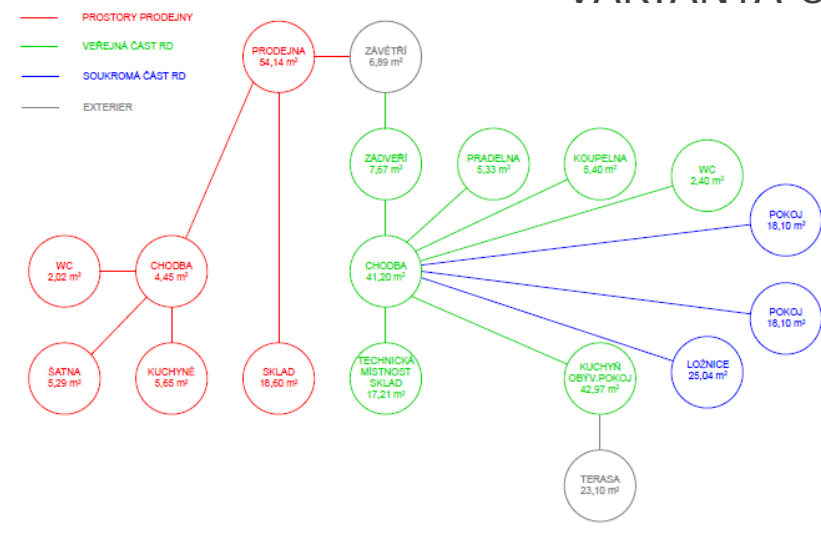 PROSTORY PRODEJNY
VEŘEJNÁ ČÁST RD
SOUKROMÁ ČÁST RD
EXTERIER
PRODEJNA
54,14 m²
ZÁVĚTŘÍ
6,89 m²
ZÁDVEŘÍ
7,67 m²
PRADELNA
5,33 m²
KOUPELNA
5,40 m²
WC
2,40 m²
POKOJ
18,10 m²
WC
2,02 m²
CHODBA
4,45 m²
CHODBA
41,20 m²
POKOJ
18,10 m²
ŠATNA
5,29 m²
KUCHYNĚ
5,65 m²
SKLAD
18,60 m²
TECHNICKÁ
MÍSTNOST
SKLAD
17,21 m²
KUCHYŇ
OBÝV.POKOJ
42,97 m²
LOŽNICE
25,04 m²
TERASA
23,10 m²